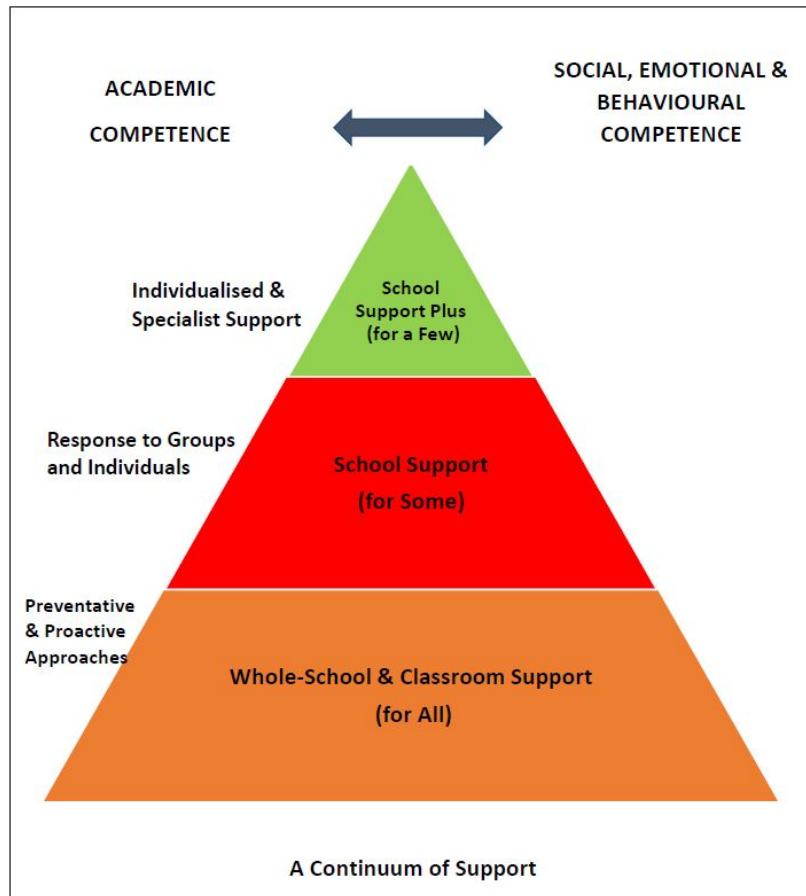 ACADEMIC
COMPETENCE
SOCIAL, EMOTIONAL &
BEHAVIOURAL
COMPETENCE
Individualised &
Specialist Support
School
Support Plus
(for a Few)
Response to Groups
and Individuals
School Support
(for Some)
Preventative
& Proactive
Approaches
Whole-School & Classroom Support
(for All)
A Continuum of Support